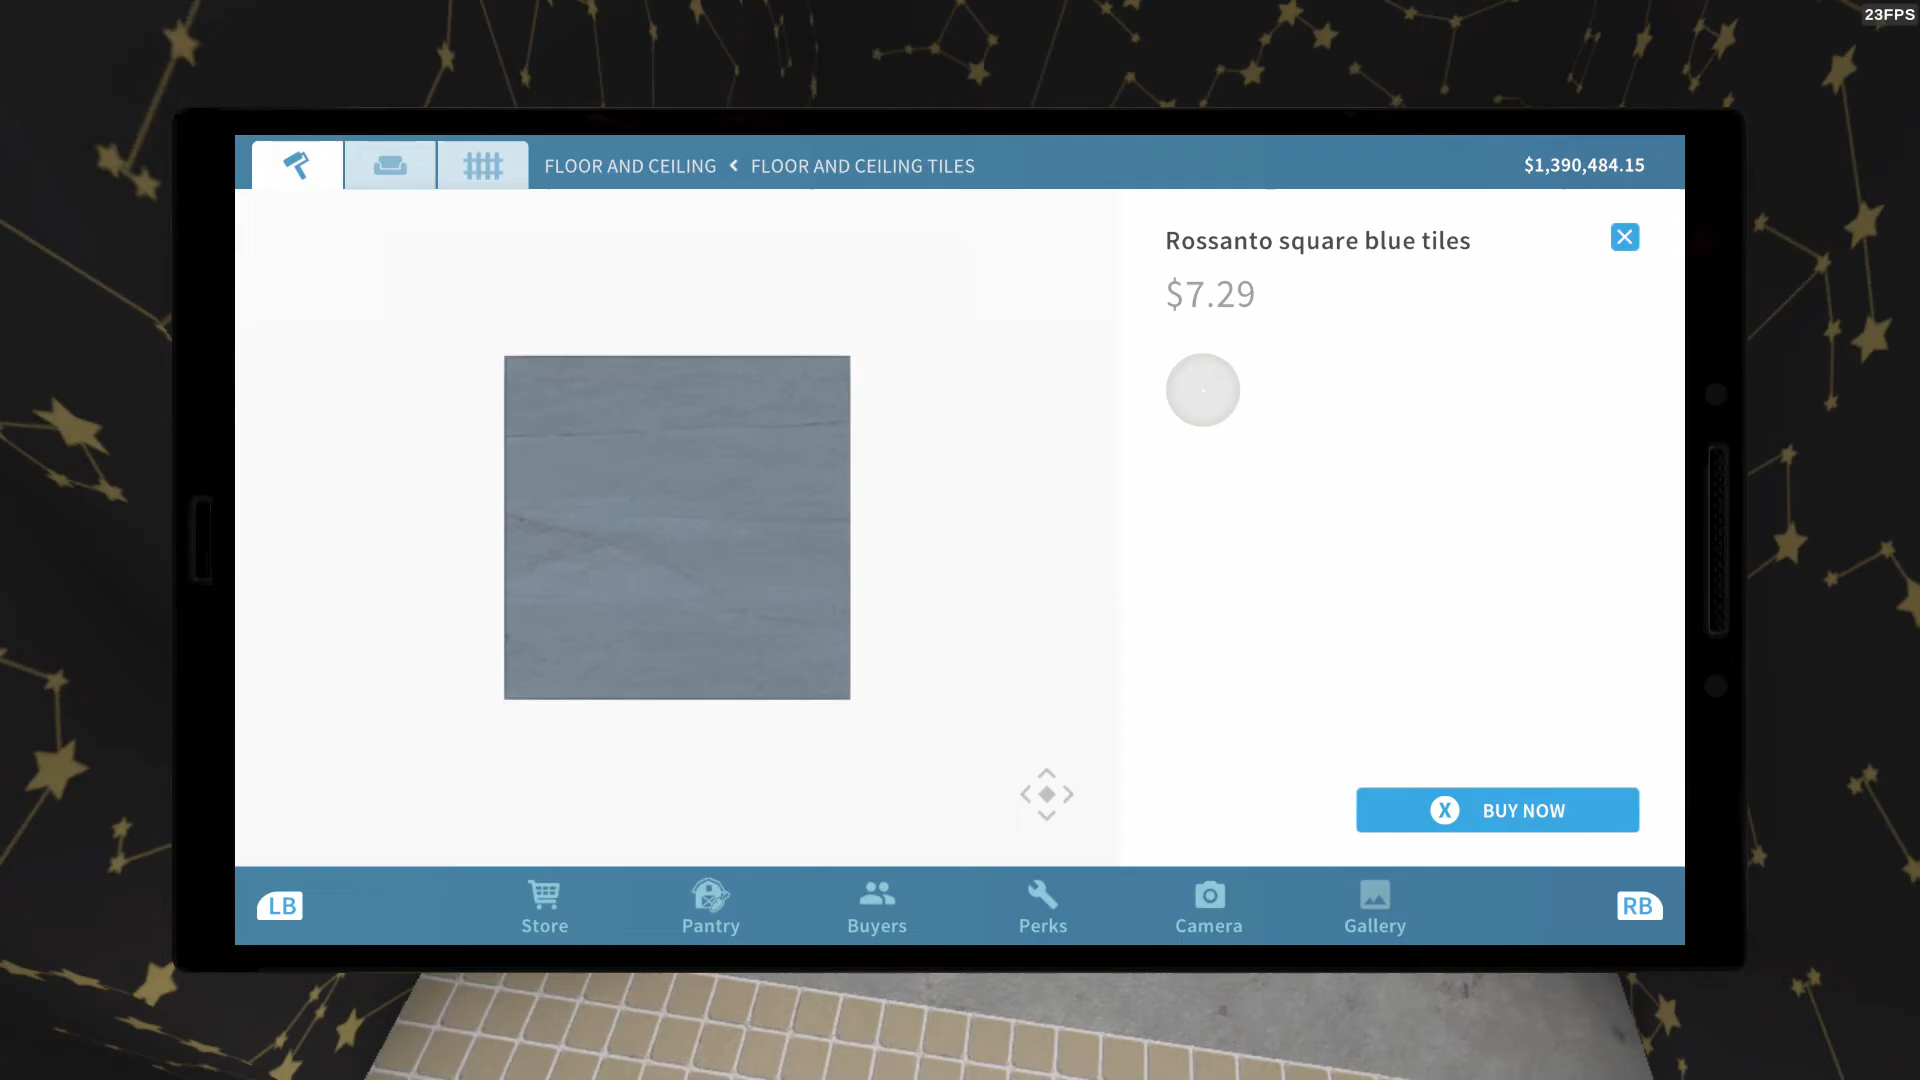 23FPS
FLOOR AND CEILING < FLOOR AND CEILING TILES
$1,390,484.15
Rossanto square blue tiles
$7.29
X BUY NOW
LB
Store
Pantry
Buyers
Perks
Camera
Gallery
RB